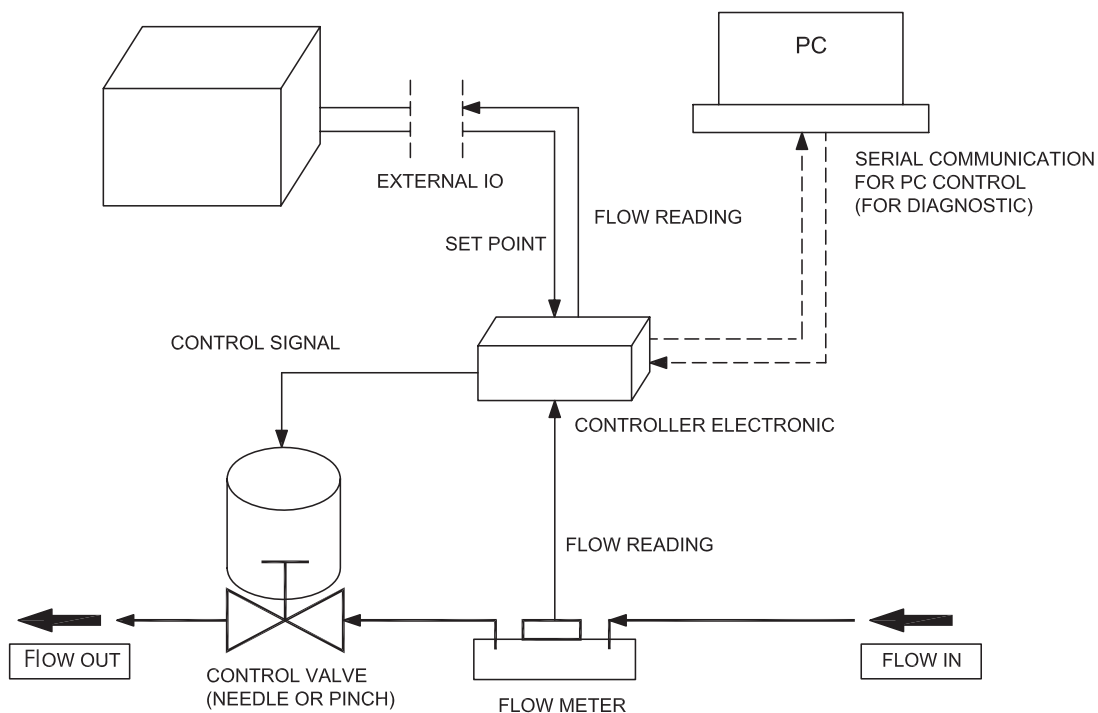 PC
EXTERNAL IO
SERIAL COMMUNICATION
FOR PC CONTROL
(FOR DIAGNOSTIC)
FLOW READING
SET POINT
CONTROL SIGNAL
CONTROLLER ELECTRONIC
FLOW READING
FlOW OUT
FLOW IN
CONTROL VALVE
(NEEDLE OR PINCH)
FLOW METER